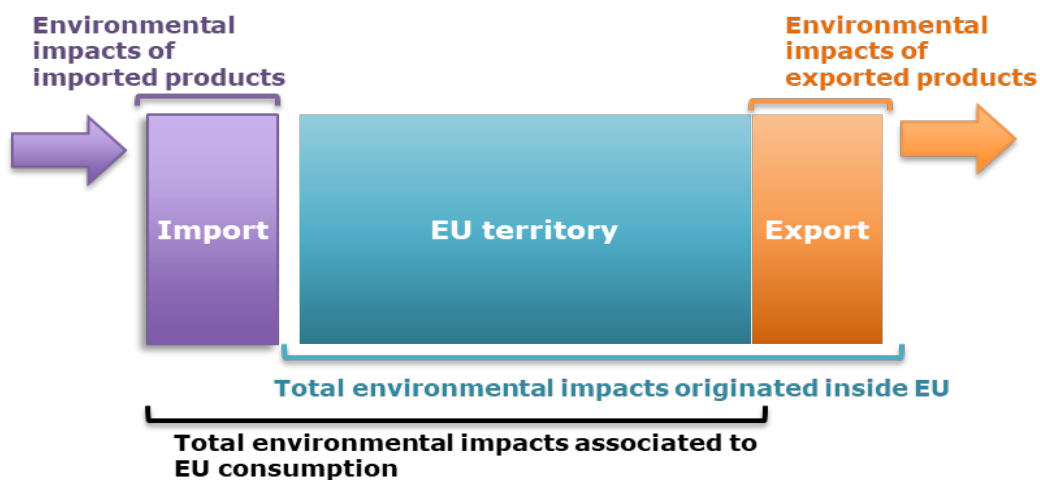 Environmental
impacts of
imported products
Environmental
impacts of
exported products
Import
EU territory
Export
Total environmental impacts originated inside EU
Total environmental impacts associated to
EU consumption